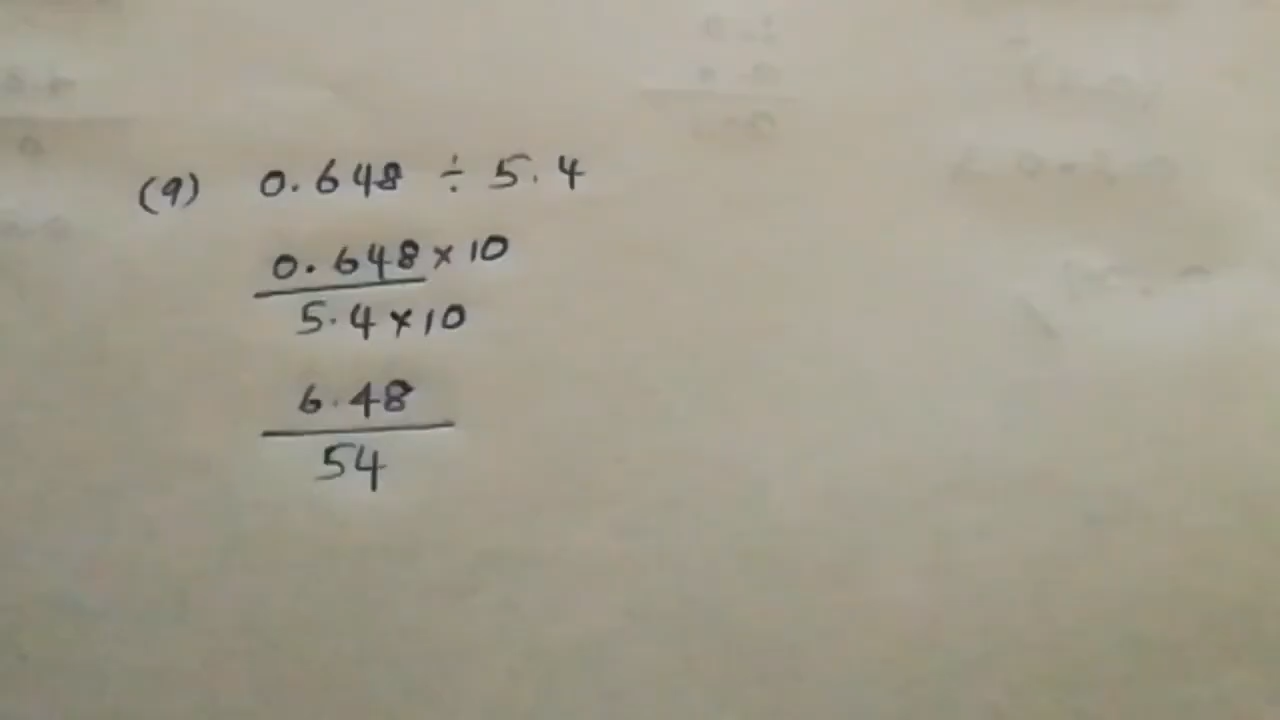 (9) 0.648 ÷ 5.4
0.648 × 10
5.4 × 10
6.48
54